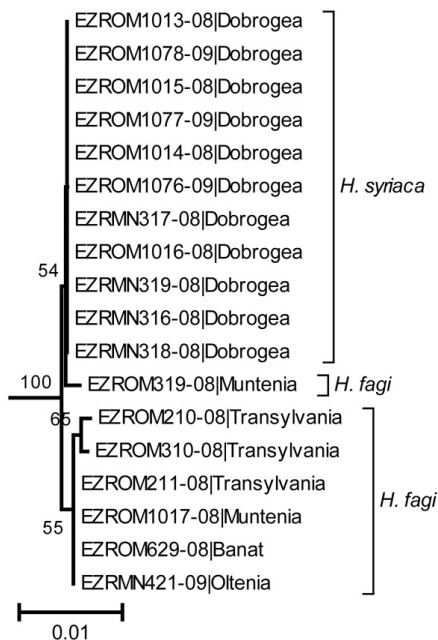 EZROM1013-08|Dobrogea
EZROM1078-09|Dobrogea
EZROM1015-08|Dobrogea
EZROM1077-09|Dobrogea
EZROM1014-08|Dobrogea
EZROM1076-09|Dobrogea
H. syriaca
EZRMN317-08|Dobrogea
EZROM1016-08|Dobrogea
54
EZRMN319-08|Dobrogea
EZRMN316-08|Dobrogea
EZRMN318-08|Dobrogea
100
EZROM319-08|Muntenia
H. fagi
65
EZROM210-08|Transylvania
EZROM310-08|Transylvania
EZROM211-08|Transylvania
H. fagi
EZROM1017-08|Muntenia
55
EZROM629-08|Banat
EZRMN421-09|Oltenia
0.01